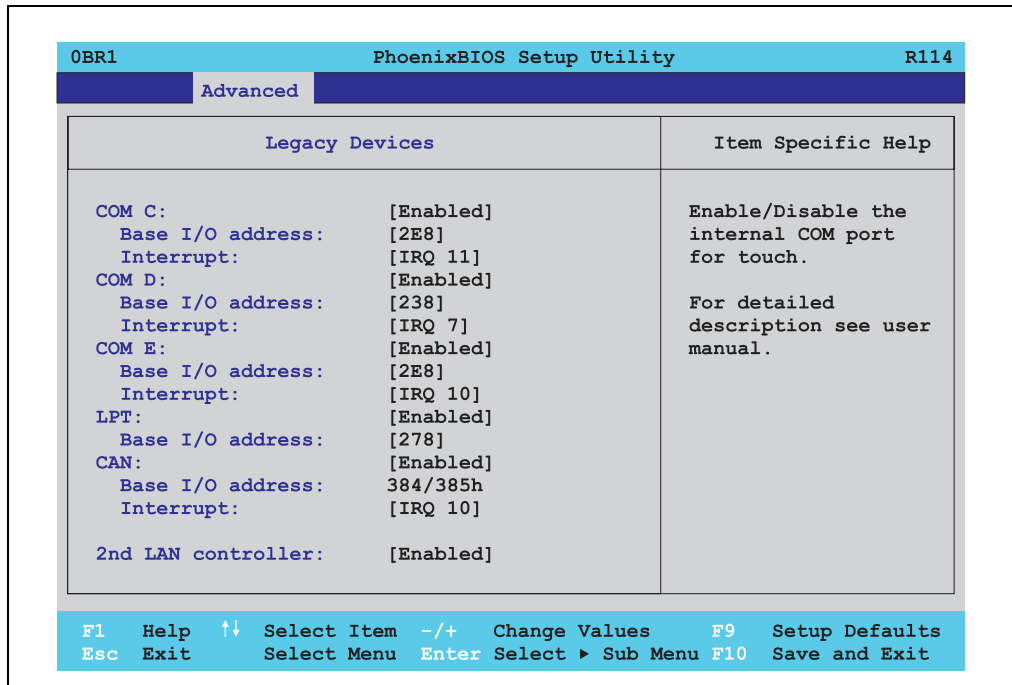 0BR1 PhoenixBIOS Setup Utility R114
Advanced
Legacy Devices
Item Specific Help
COM C: [Enabled]
Base I/O address: [2E8]
Interrupt: [IRQ 11]
COM D: [Enabled]
Base I/O address: [238]
Interrupt: [IRQ 7]
COM E: [Enabled]
Base I/O address: [2E8]
Interrupt: [IRQ 10]
LPT: [Enabled]
Base I/O address: [278]
CAN: [Enabled]
Base I/O address: 384/385h
Interrupt: [IRQ 10]
2nd LAN controller: [Enabled]
Enable/Disable the
internal COM port
for touch.
For detailed
description see user
manual.
F1 Help ↑↓ Select Item -/+ Change Values F9 Setup Defaults
Esc Exit Select Menu Enter Select ▶ Sub Menu F10 Save and Exit